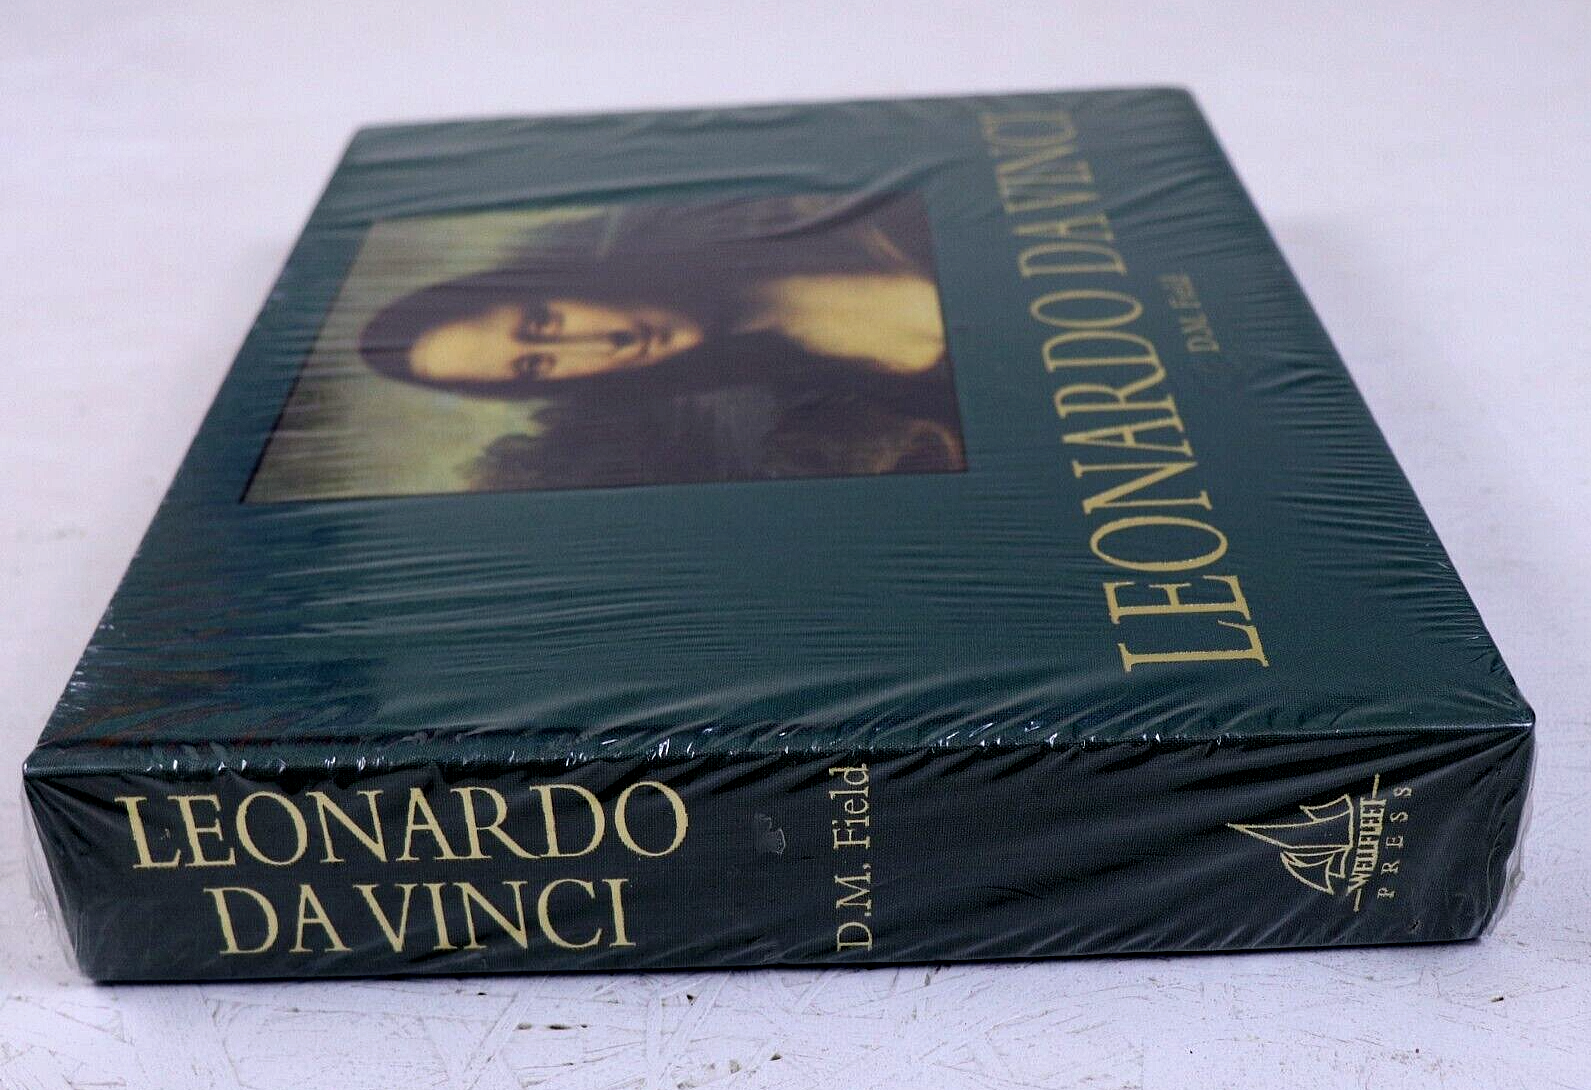 LEONARDO DA VINCI
D.M. Field
LEONARDO
DA VINCI
D.M. Field
WELLFLEET
PRESS